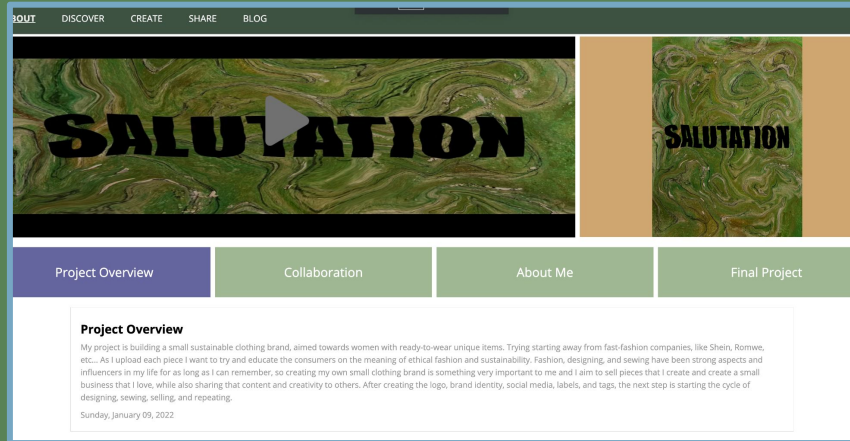 BOUT DISCOVER CREATE SHARE BLOG
SALUTATION
SALUTATION
Project Overview Collaboration About Me Final Project
Project Overview
My project is building a small sustainable clothing brand, aimed towards women with ready-to-wear unique items. Trying starting away from fast-fashion companies, like Shein, Romwe,
etc... As I upload each piece I want to try and educate the consumers on the meaning of ethical fashion and sustainability. Fashion, designing, and sewing have been strong aspects and
influencers in my life for as long as I can remember, so creating my own small clothing brand is something very important to me and I aim to sell pieces that I create and create a small
business that I love, while also sharing that content and creativity to others. After creating the logo, brand identity, social media, labels, and tags, the next step is starting the cycle of
designing, sewing, selling, and repeating.
Sunday, January 09, 2022